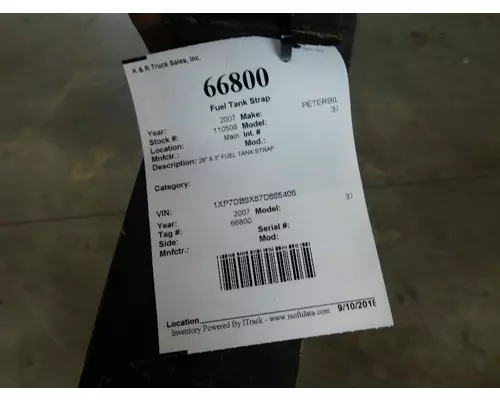 K & R Truck Sales, Inc.
66800
Fuel Tank Strap
Year: 2007 Make: PETERBIL
Stock #: 110508 Model: 37
Location: Main Int. #
Mnfctr.: Mod.:
Description: 26" X 3" FUEL TANK STRAP
Category:
VIN:
Year: 2007 Model: 37
Tag #: 66800
Side: Serial #:
Mnfctr.: Mod:
Location
Inventory Powered By ITrack - www.isoftdata.com 9/10/2018